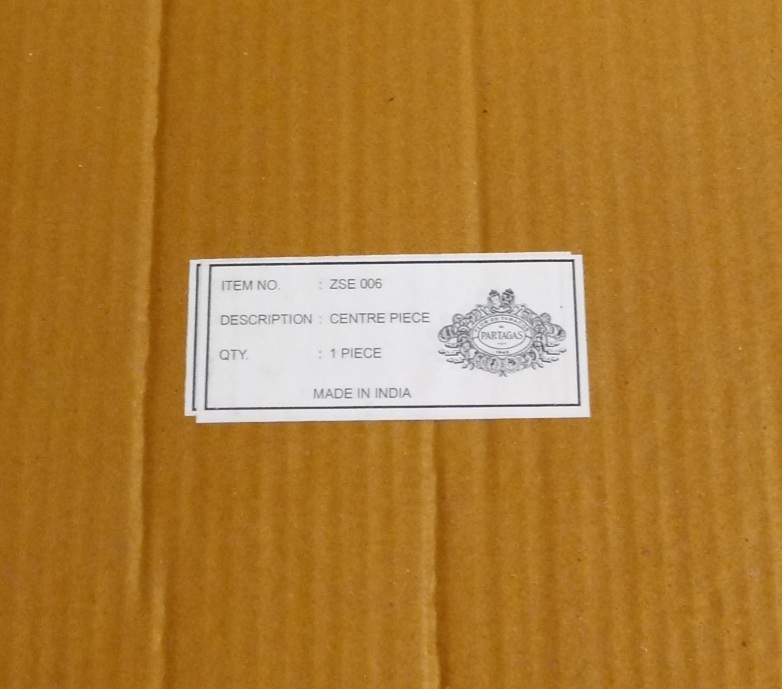 ITEM NO. : ZSE 006
DESCRIPTION : CENTRE PIECE
QTY. : 1 PIECE
MADE IN INDIA
PARTAGAS